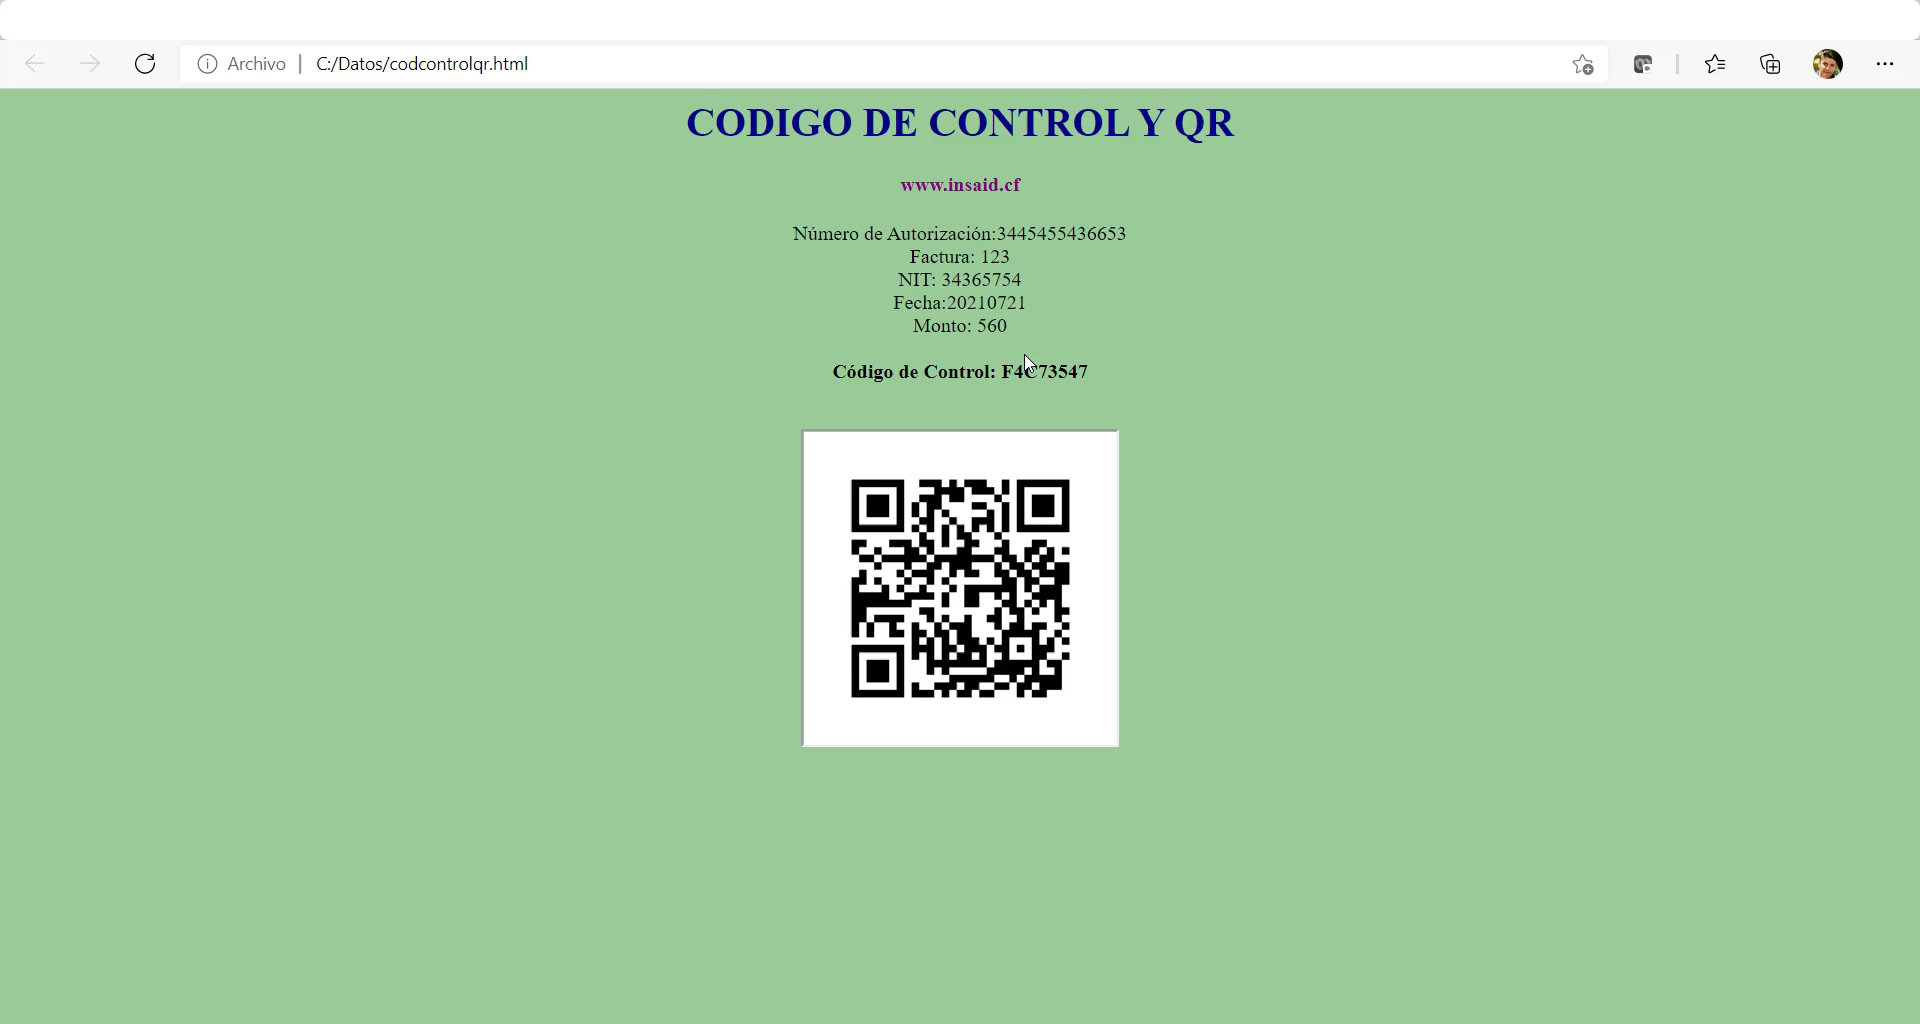 Archivo
C:/Datos/codcontrolqr.html
CODIGO DE CONTROL Y QR
www.insaid.cf
Número de Autorización:3445455436653
Factura: 123
NIT: 34365754
Fecha:20210721
Monto: 560
Código de Control: F4C73547